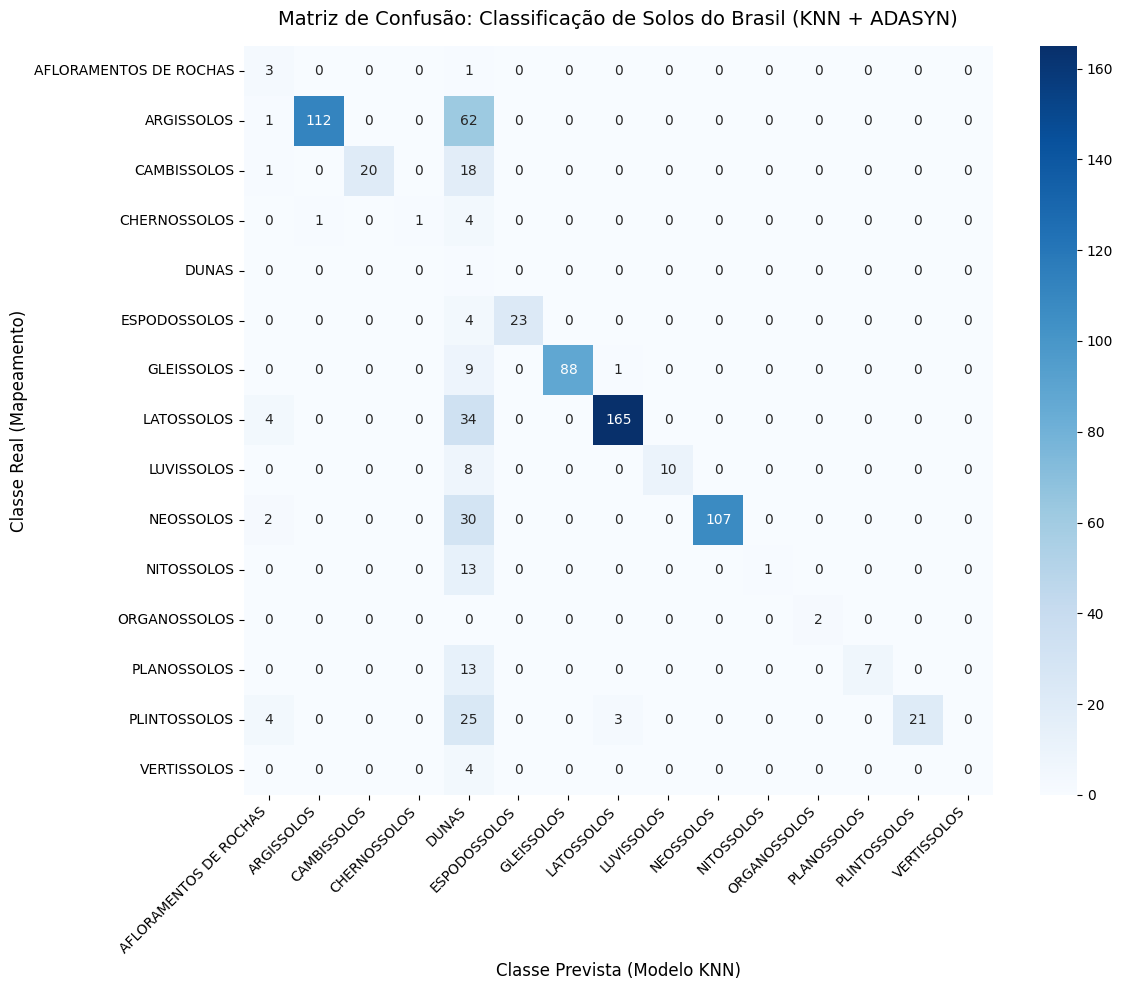 Matriz de Confusão: Classificação de Solos do Brasil (KNN + ADASYN)
AFLORAMENTOS DE ROCHAS 3 0 0 0 1 0 0 0 0 0 0 0 0 0 0
ARGISSOLOS 1 112 0 0 62 0 0 0 0 0 0 0 0 0 0
CAMBISSOLOS 1 0 20 0 18 0 0 0 0 0 0 0 0 0 0
CHERNOSSOLOS 0 1 0 1 4 0 0 0 0 0 0 0 0 0 0
DUNAS 0 0 0 0 1 0 0 0 0 0 0 0 0 0 0
ESPODOSSOLOS 0 0 0 0 4 23 0 0 0 0 0 0 0 0 0
GLEISSOLOS 0 0 0 0 9 0 88 1 0 0 0 0 0 0 0
LATOSSOLOS 4 0 0 0 34 0 0 165 0 0 0 0 0 0 0
LUVISSOLOS 0 0 0 0 8 0 0 0 10 0 0 0 0 0 0
NEOSSOLOS 2 0 0 0 30 0 0 0 0 107 0 0 0 0 0
NITOSSOLOS 0 0 0 0 13 0 0 0 0 0 1 0 0 0 0
ORGANOSSOLOS 0 0 0 0 0 0 0 0 0 0 0 2 0 0 0
PLANOSSOLOS 0 0 0 0 13 0 0 0 0 0 0 0 7 0 0
PLINTOSSOLOS 4 0 0 0 25 0 0 3 0 0 0 0 0 21 0
VERTISSOLOS 0 0 0 0 4 0 0 0 0 0 0 0 0 0 0
AFLORAMENTOS DE ROCHAS
ARGISSOLOS
CAMBISSOLOS
CHERNOSSOLOS
DUNAS
ESPODOSSOLOS
GLEISSOLOS
LATOSSOLOS
LUVISSOLOS
NEOSSOLOS
NITOSSOLOS
ORGANOSSOLOS
PLANOSSOLOS
PLINTOSSOLOS
VERTISSOLOS
Classe Prevista (Modelo KNN)
Classe Real (Mapeamento)
160
140
120
100
80
60
40
20
0